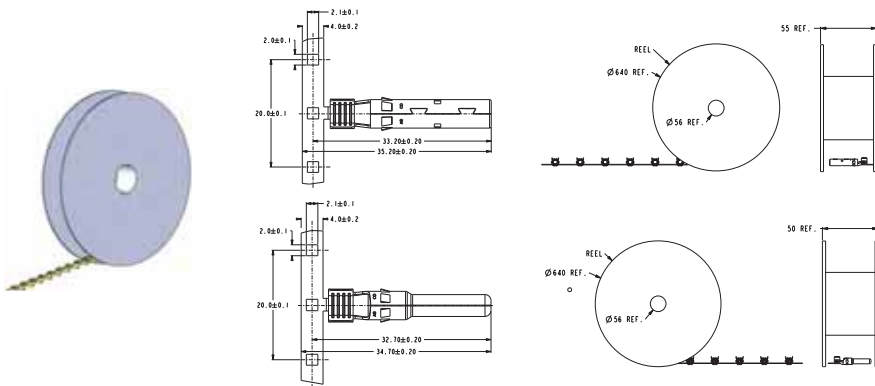 2.1±0.1
4.0±0.2
2.0±0.1
20.0±0.1
33.20±0.20
35.20±0.20
REEL
Ø640 REF.
Ø56 REF.
55 REF.
2.1±0.1
4.0±0.2
2.0±0.1
20.0±0.1
32.70±0.20
34.70±0.20
REEL
Ø640 REF.
Ø56 REF.
50 REF.